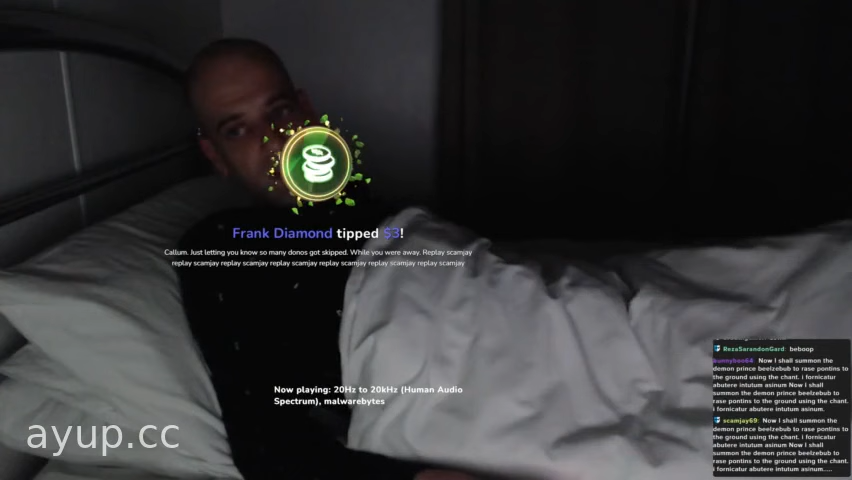 Frank Diamond tipped $3!
Callum. Just letting you know so many donos got skipped. While you were away. Replay scamjay
replay scamjay replay scamjay replay scamjay replay scamjay replay scamjay replay scamjay
Now playing: 20Hz to 20kHz (Human Audio
Spectrum), malwarebytes
ayup.cc
RezaSarandonGard: beboop
bunnyboo64: Now I shall summon the
demon prince beelzebub to rase pontins to
the ground using the chant. i fornicatur
abutere intutum asinum Now I shall
summon the demon prince beelzebub to
rase pontins to the ground using the chant.
i fornicatur abutere intutum asinum.
scamjay69: Now I shall summon the
demon prince beelzebub to rase pontins to
the ground using the chant. i fornicatur
abutere intutum asinum Now I shall
summon the demon prince beelzebub to
rase pontins to the ground using the chant.
i fornicatur abutere intutum asinum.....